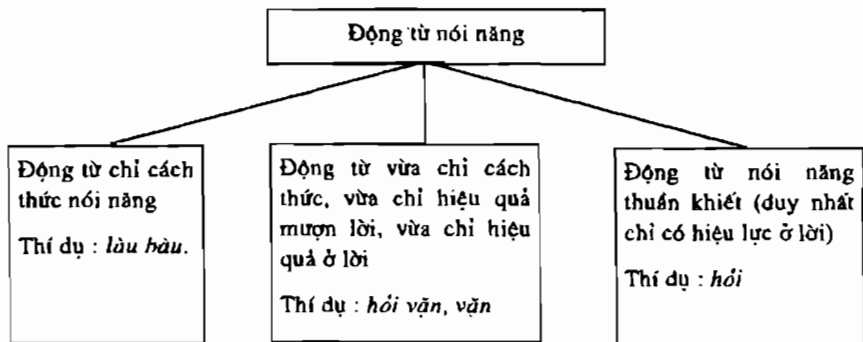 Động từ nói năng
Động từ chỉ cách
thức nói năng
Thí dụ : làu bàu.
Động từ vừa chỉ cách
thức, vừa chỉ hiệu quả
mượn lời, vừa chỉ hiệu
quả ở lời
Thí dụ : hỏi vặn, vặn
Động từ nói năng
thuần khiết (duy nhất
chỉ có hiệu lực ở lời)
Thí dụ : hỏi